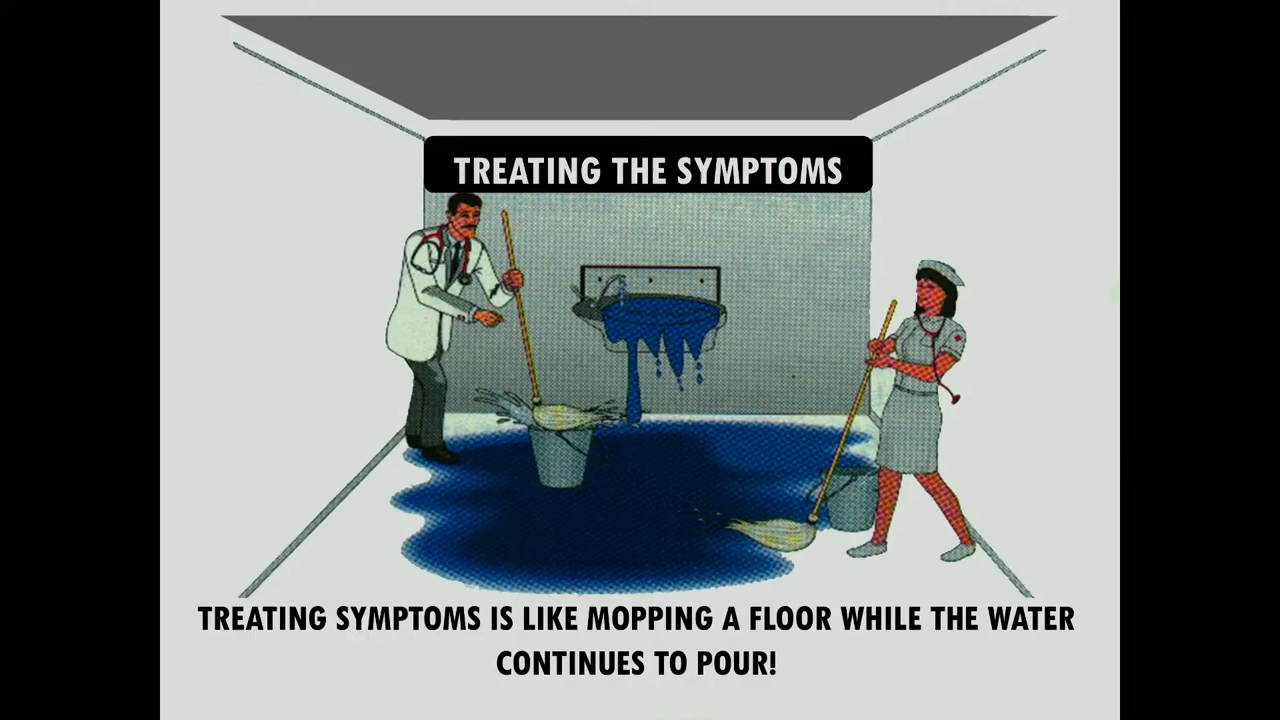 TREATING THE SYMPTOMS
TREATING SYMPTOMS IS LIKE MOPPING A FLOOR WHILE THE WATER
CONTINUES TO POUR!